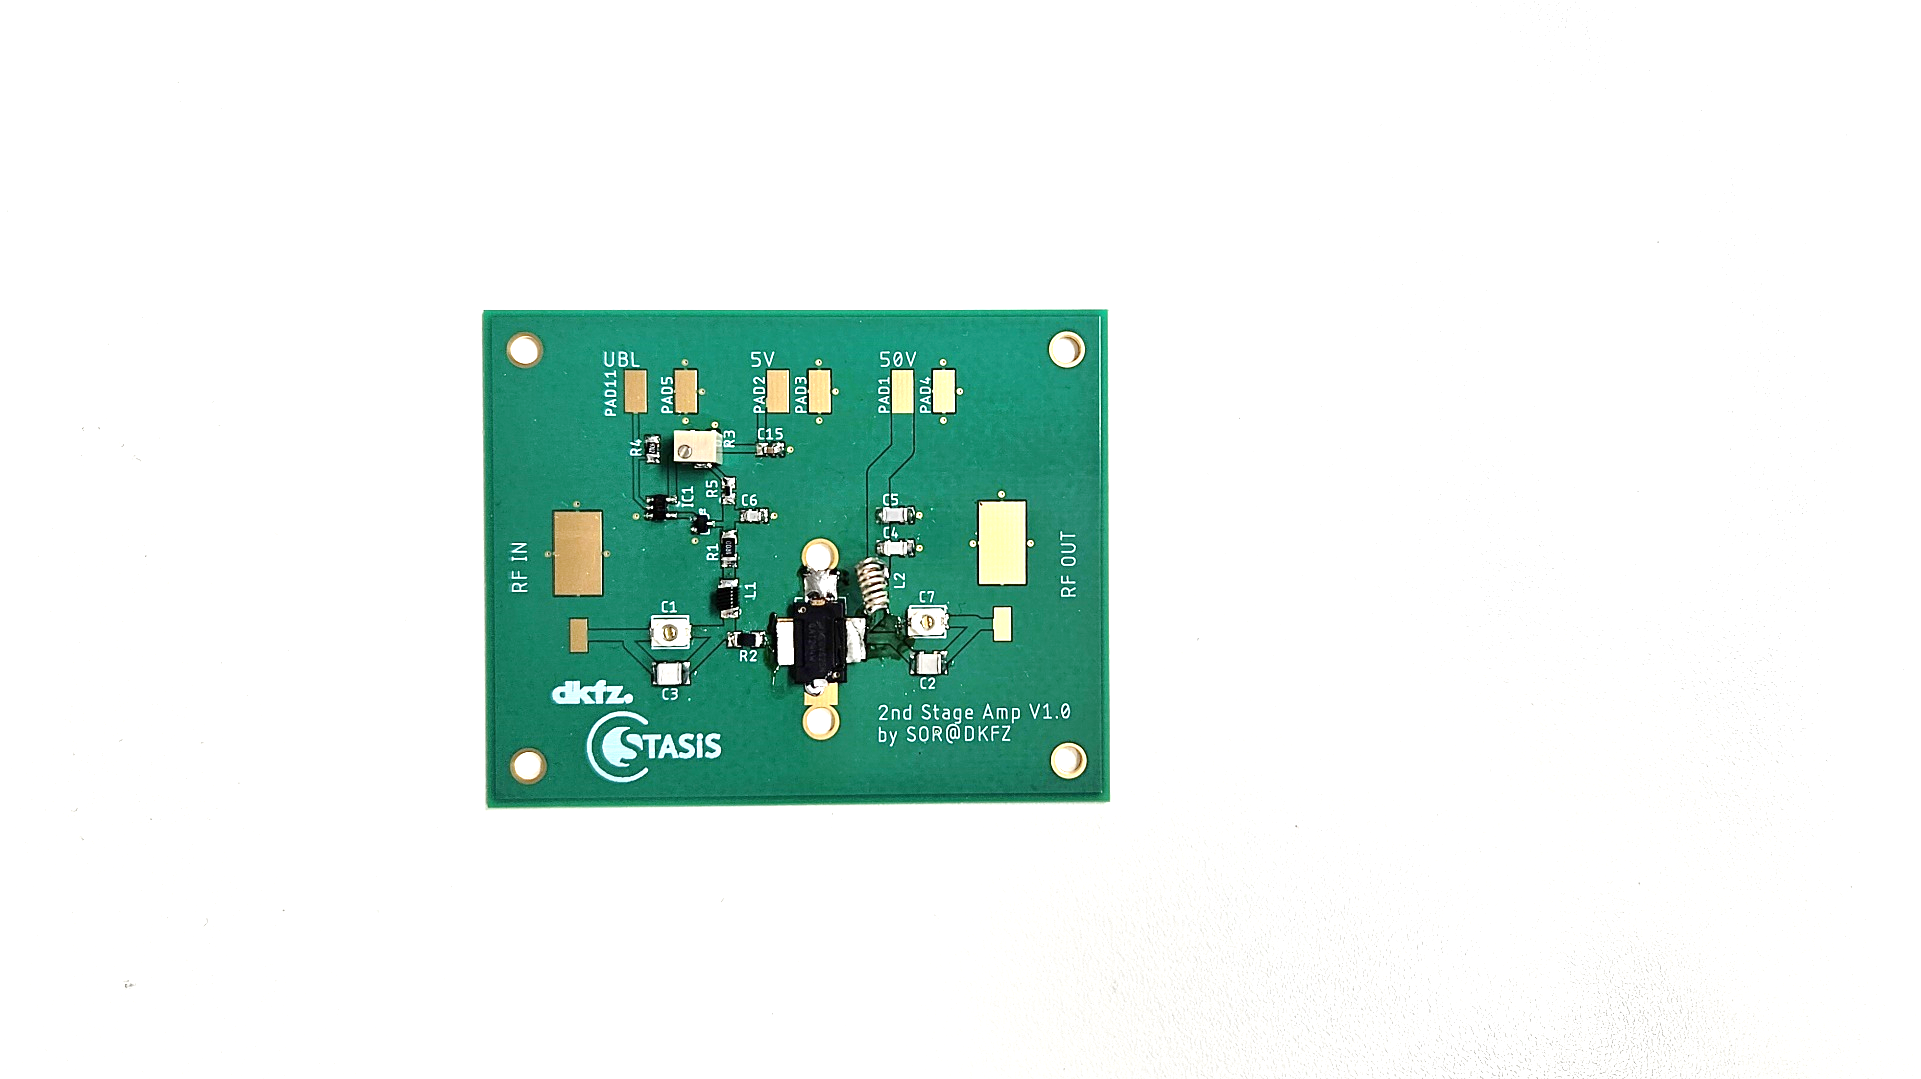 UBL
5V
50V
PAD11
PAD5
PAD2
PAD3
PAD1
PAD4
R4
R3
C15
R5
IC1
C6
C5
C4
R1
L1
L2
RF IN
RF OUT
C1
C7
R2
C3
C2
dkfz.
STASiS
2nd Stage Amp V1.0
by SQR@DKFZ